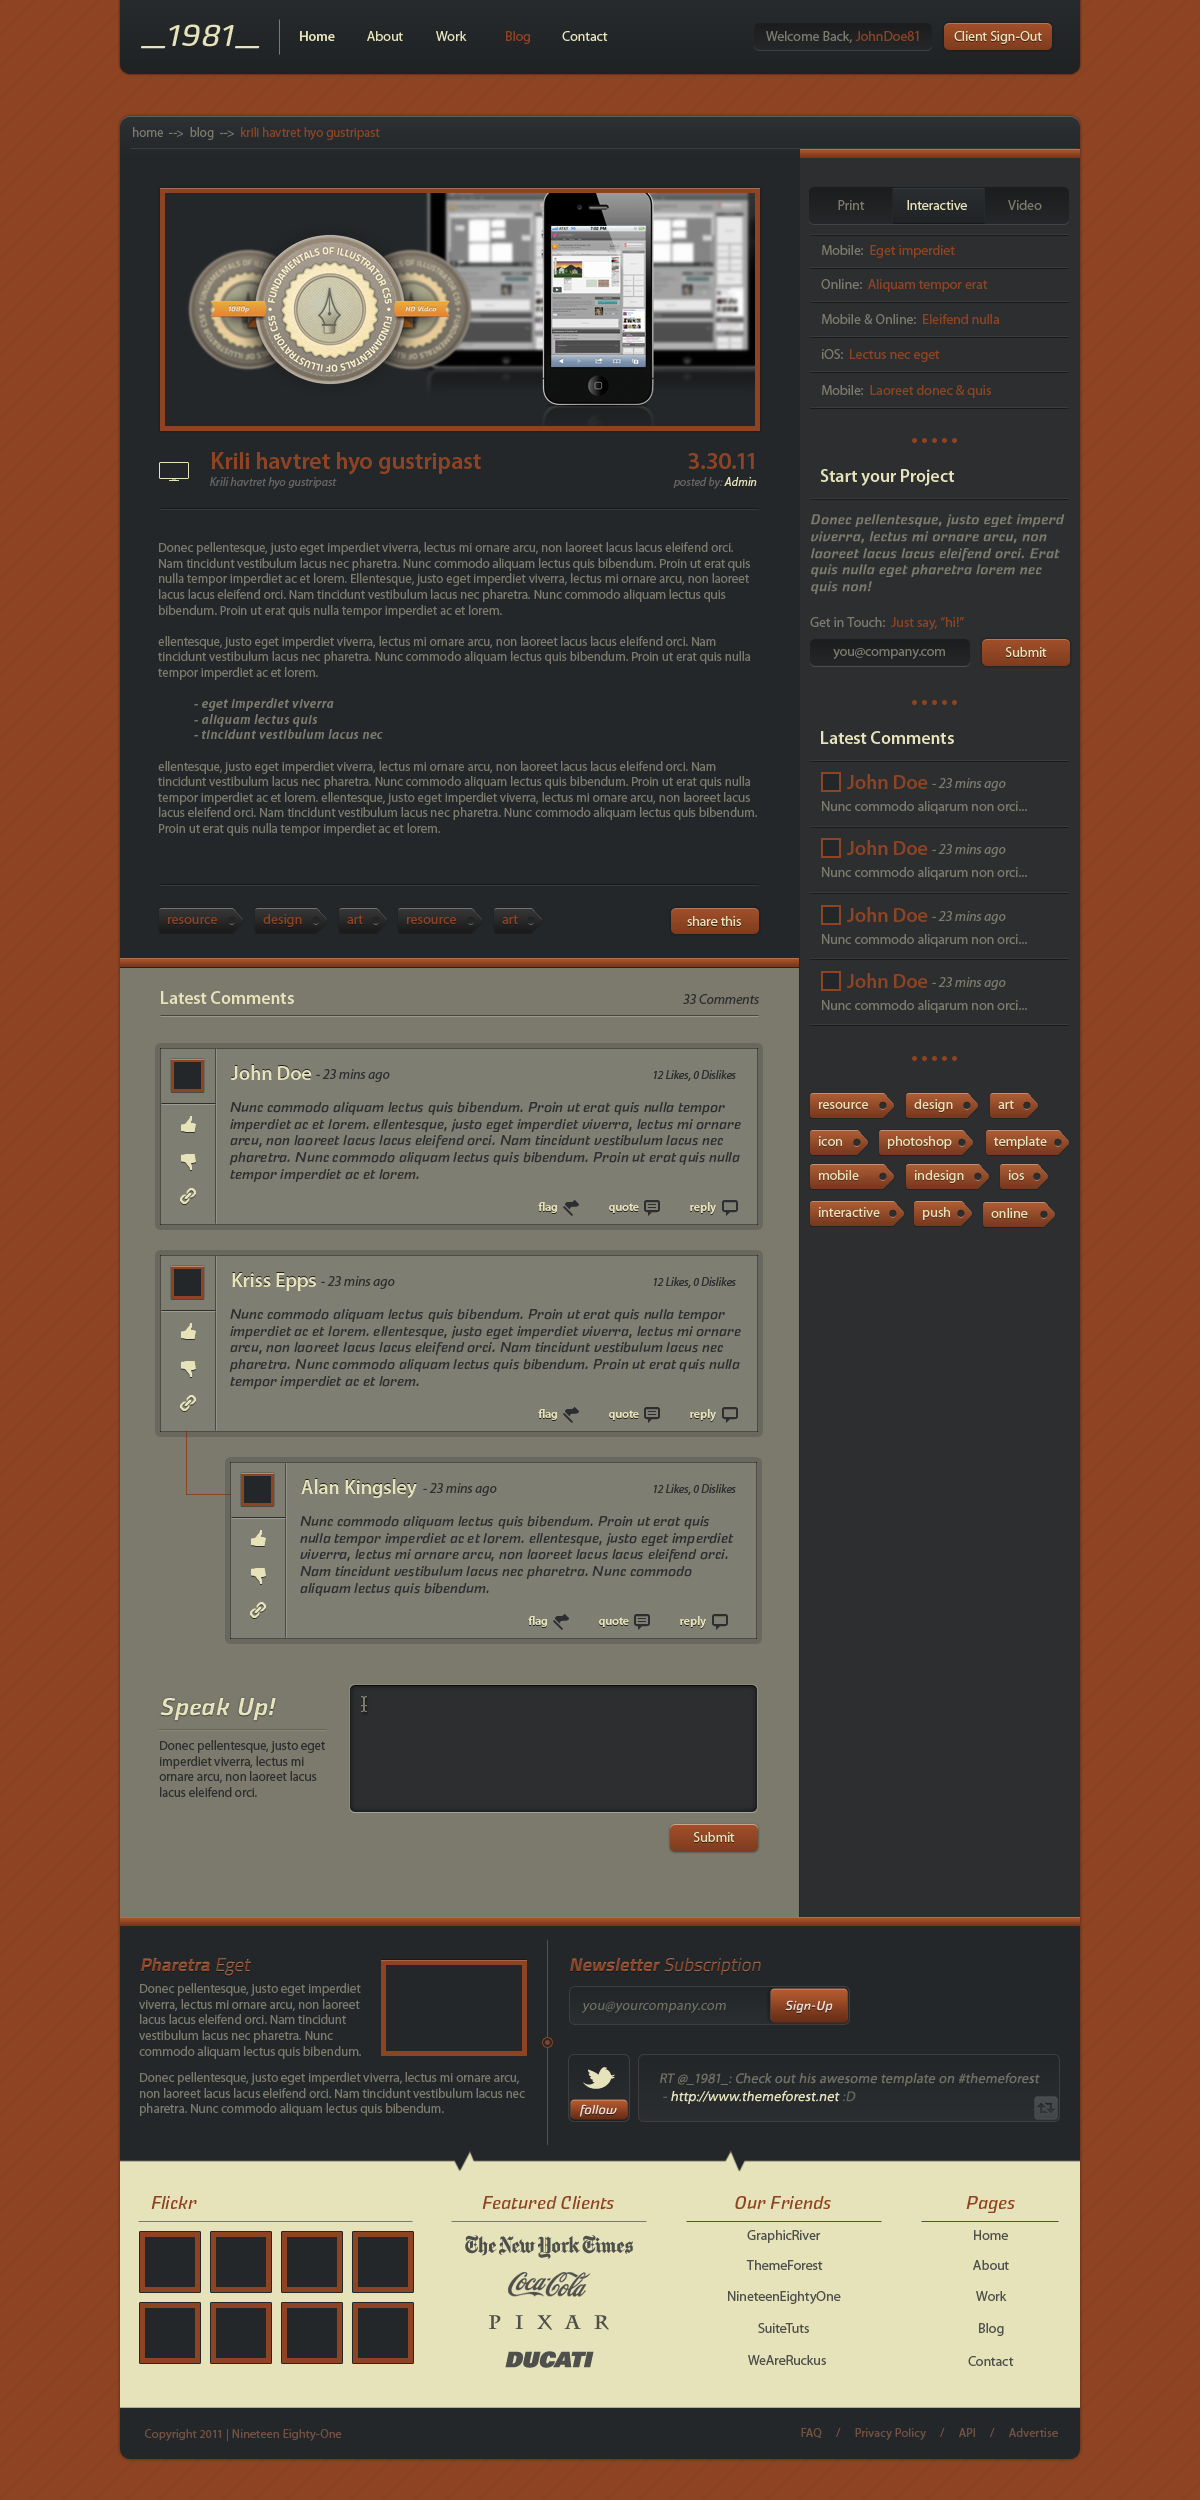 _1981_
Home About Work Blog Contact
Welcome Back, JohnDoe81
Client Sign-Out
home --> blog --> krili havtret hyo gustripast
FUNDAMENTALS OF ILLUSTRATOR CS5 • FUNDAMENTALS OF ILLUSTRATOR CS5 •
1080p
HD Video
7:02 PM
Krili havtret hyo gustripast
Krili havtret hyo gustripast
3.30.11
posted by: Admin
Donec pellentesque, justo eget imperdiet viverra, lectus mi ornare arcu, non laoreet lacus lacus eleifend orci.
Nam tincidunt vestibulum lacus nec pharetra. Nunc commodo aliquam lectus quis bibendum. Proin ut erat quis
nulla tempor imperdiet ac et lorem. Ellentesque, justo eget imperdiet viverra, lectus mi ornare arcu, non laoreet
lacus lacus eleifend orci. Nam tincidunt vestibulum lacus nec pharetra. Nunc commodo aliquam lectus quis
bibendum. Proin ut erat quis nulla tempor imperdiet ac et lorem.
ellentesque, justo eget imperdiet viverra, lectus mi ornare arcu, non laoreet lacus lacus eleifend orci. Nam
tincidunt vestibulum lacus nec pharetra. Nunc commodo aliquam lectus quis bibendum. Proin ut erat quis nulla
tempor imperdiet ac et lorem.
- eget imperdiet viverra
- aliquam lectus quis
- tincidunt vestibulum lacus nec
ellentesque, justo eget imperdiet viverra, lectus mi ornare arcu, non laoreet lacus lacus eleifend orci. Nam
tincidunt vestibulum lacus nec pharetra. Nunc commodo aliquam lectus quis bibendum. Proin ut erat quis nulla
tempor imperdiet ac et lorem. ellentesque, justo eget imperdiet viverra, lectus mi ornare arcu, non laoreet lacus
lacus eleifend orci. Nam tincidunt vestibulum lacus nec pharetra. Nunc commodo aliquam lectus quis bibendum.
Proin ut erat quis nulla tempor imperdiet ac et lorem.
resource design art resource art
share this
Print Interactive Video
Mobile: Eget imperdiet
Online: Aliquam tempor erat
Mobile & Online: Eleifend nulla
iOS: Lectus nec eget
Mobile: Laoreet donec & quis
Start your Project
Donec pellentesque, justo eget imperd
viverra, lectus mi ornare arcu, non
laoreet lacus lacus eleifend orci. Erat
quis nulla eget pharetra lorem nec
quis non!
Get in Touch: Just say, “hi!”
you@company.com
Submit
Latest Comments
John Doe - 23 mins ago
Nunc commodo aliqarum non orci...
John Doe - 23 mins ago
Nunc commodo aliqarum non orci...
John Doe - 23 mins ago
Nunc commodo aliqarum non orci...
John Doe - 23 mins ago
Nunc commodo aliqarum non orci...
resource design art
icon photoshop template
mobile indesign ios
interactive push online
Latest Comments
33 Comments
John Doe - 23 mins ago
12 Likes, 0 Dislikes
Nunc commodo aliquam lectus quis bibendum. Proin ut erat quis nulla tempor
imperdiet ac et lorem. ellentesque, justo eget imperdiet viverra, lectus mi ornare
arcu, non laoreet lacus lacus eleifend orci. Nam tincidunt vestibulum lacus nec
pharetra. Nunc commodo aliquam lectus quis bibendum. Proin ut erat quis nulla
tempor imperdiet ac et lorem.
flag quote reply
Kriss Epps - 23 mins ago
12 Likes, 0 Dislikes
Nunc commodo aliquam lectus quis bibendum. Proin ut erat quis nulla tempor
imperdiet ac et lorem. ellentesque, justo eget imperdiet viverra, lectus mi ornare
arcu, non laoreet lacus lacus eleifend orci. Nam tincidunt vestibulum lacus nec
pharetra. Nunc commodo aliquam lectus quis bibendum. Proin ut erat quis nulla
tempor imperdiet ac et lorem.
flag quote reply
Alan Kingsley - 23 mins ago
12 Likes, 0 Dislikes
Nunc commodo aliquam lectus quis bibendum. Proin ut erat quis
nulla tempor imperdiet ac et lorem. ellentesque, justo eget imperdiet
viverra, lectus mi ornare arcu, non laoreet lacus lacus eleifend orci.
Nam tincidunt vestibulum lacus nec pharetra. Nunc commodo
aliquam lectus quis bibendum.
flag quote reply
Speak Up!
Donec pellentesque, justo eget
imperdiet viverra, lectus mi
ornare arcu, non laoreet lacus
lacus eleifend orci.
Submit
Pharetra Eget
Donec pellentesque, justo eget imperdiet
viverra, lectus mi ornare arcu, non laoreet
lacus lacus eleifend orci. Nam tincidunt
vestibulum lacus nec pharetra. Nunc
commodo aliquam lectus quis bibendum.
Donec pellentesque, justo eget imperdiet viverra, lectus mi ornare arcu,
non laoreet lacus lacus eleifend orci. Nam tincidunt vestibulum lacus nec
pharetra. Nunc commodo aliquam lectus quis bibendum.
Newsletter Subscription
you@yourcompany.com
Sign-Up
follow
RT @_1981_: Check out his awesome template on #themeforest
- http://www.themeforest.net :D
Flickr
Featured Clients
The New York Times
Coca-Cola
PIXAR
DUCATI
Our Friends
GraphicRiver
ThemeForest
NineteenEightyOne
SuiteTuts
WeAreRuckus
Pages
Home
About
Work
Blog
Contact
Copyright 2011 | Nineteen Eighty-One
FAQ / Privacy Policy / API / Advertise